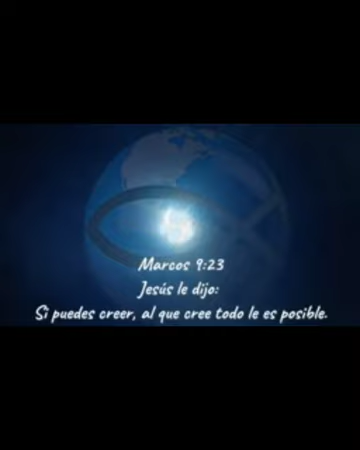 Marcos 9:23
Jesús le dijo:
Si puedes creer, al que cree todo le es posible.